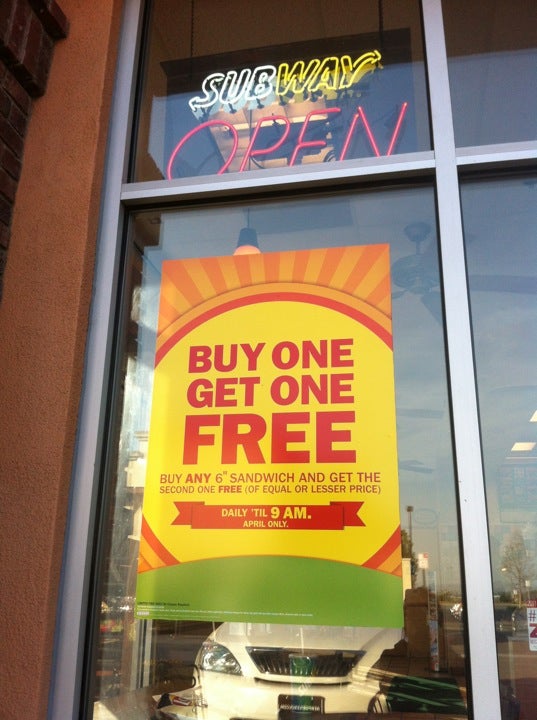 SUBWAY
OPEN
BUY ONE
GET ONE
FREE
BUY ANY 6" SANDWICH AND GET THE
SECOND ONE FREE (OF EQUAL OR LESSER PRICE)
DAILY 'TIL 9 AM.
APRIL ONLY.